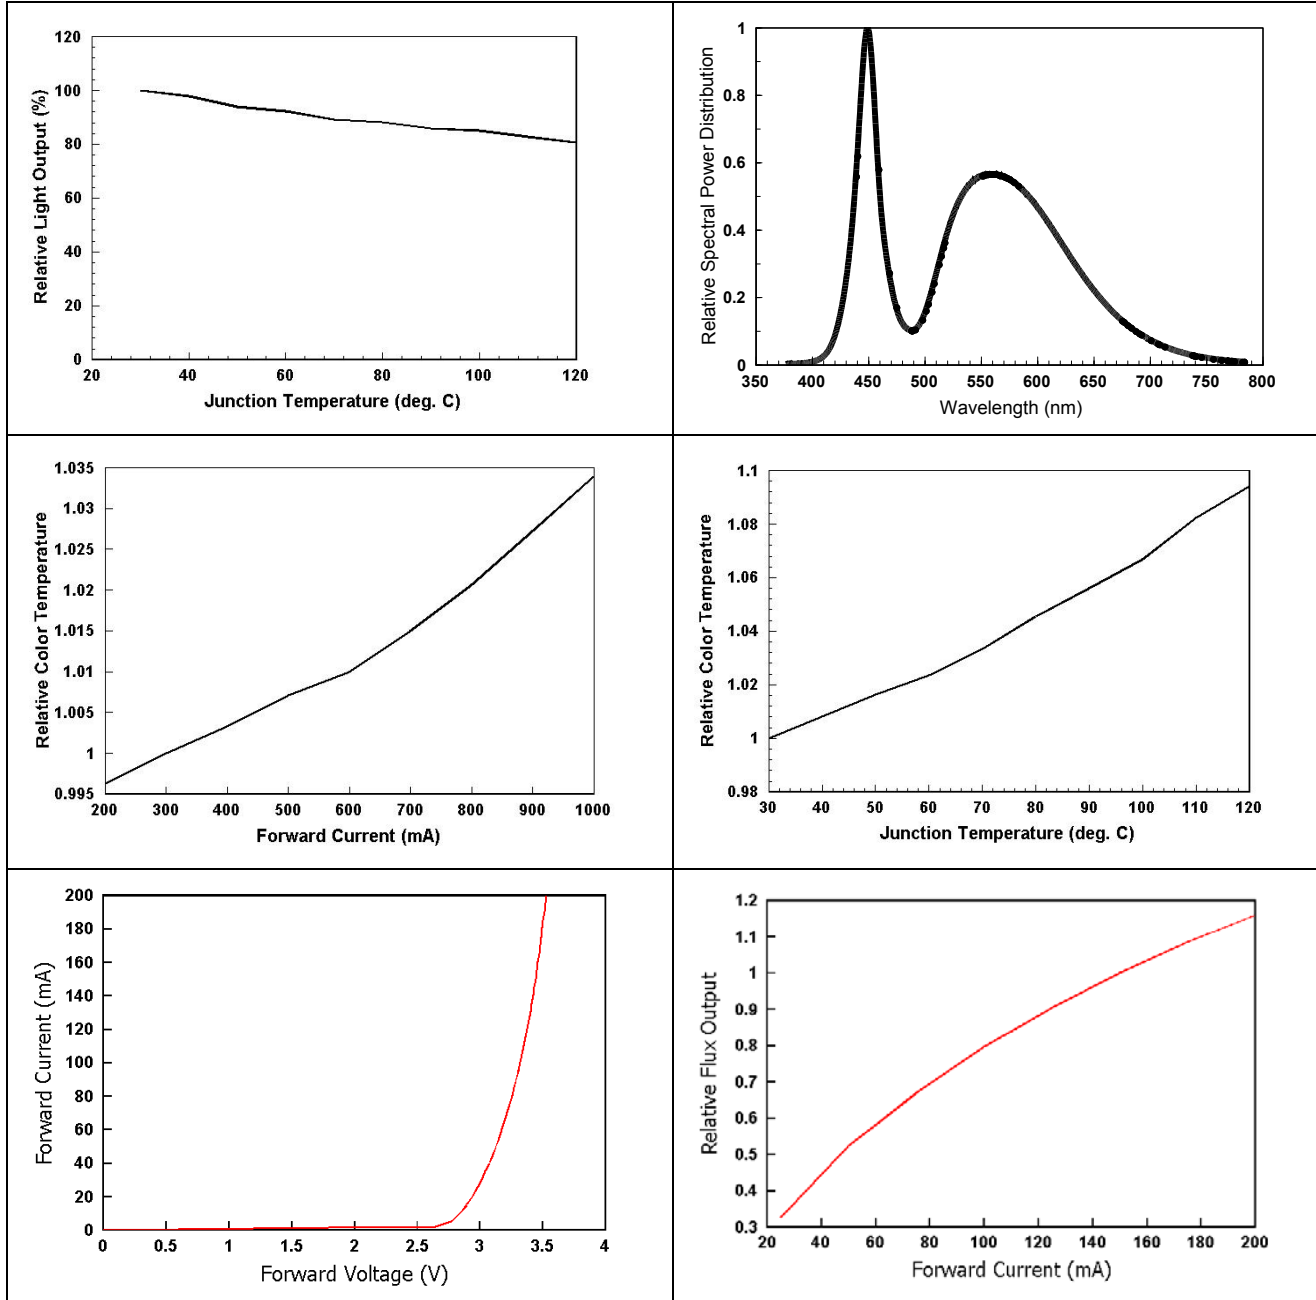 120
100
80
60
40
20
0
20 40 60 80 100 120
Relative Light Output (%)
Junction Temperature (deg. C)
1
0.8
0.6
0.4
0.2
0
350 400 450 500 550 600 650 700 750 800
Relative Spectral Power Distribution
Wavelength (nm)
1.035
1.03
1.025
1.02
1.015
1.01
1.005
1
0.995
200 300 400 500 600 700 800 900 1000
Relative Color Temperature
Forward Current (mA)
1.1
1.08
1.06
1.04
1.02
1
0.98
30 40 50 60 70 80 90 100 110 120
Relative Color Temperature
Junction Temperature (deg. C)
200
180
160
140
120
100
80
60
40
20
0
0 0.5 1 1.5 2 2.5 3 3.5 4
Forward Current (mA)
Forward Voltage (V)
1.2
1.1
1
0.9
0.8
0.7
0.6
0.5
0.4
0.3
20 40 60 80 100 120 140 160 180 200
Relative Flux Output
Forward Current (mA)